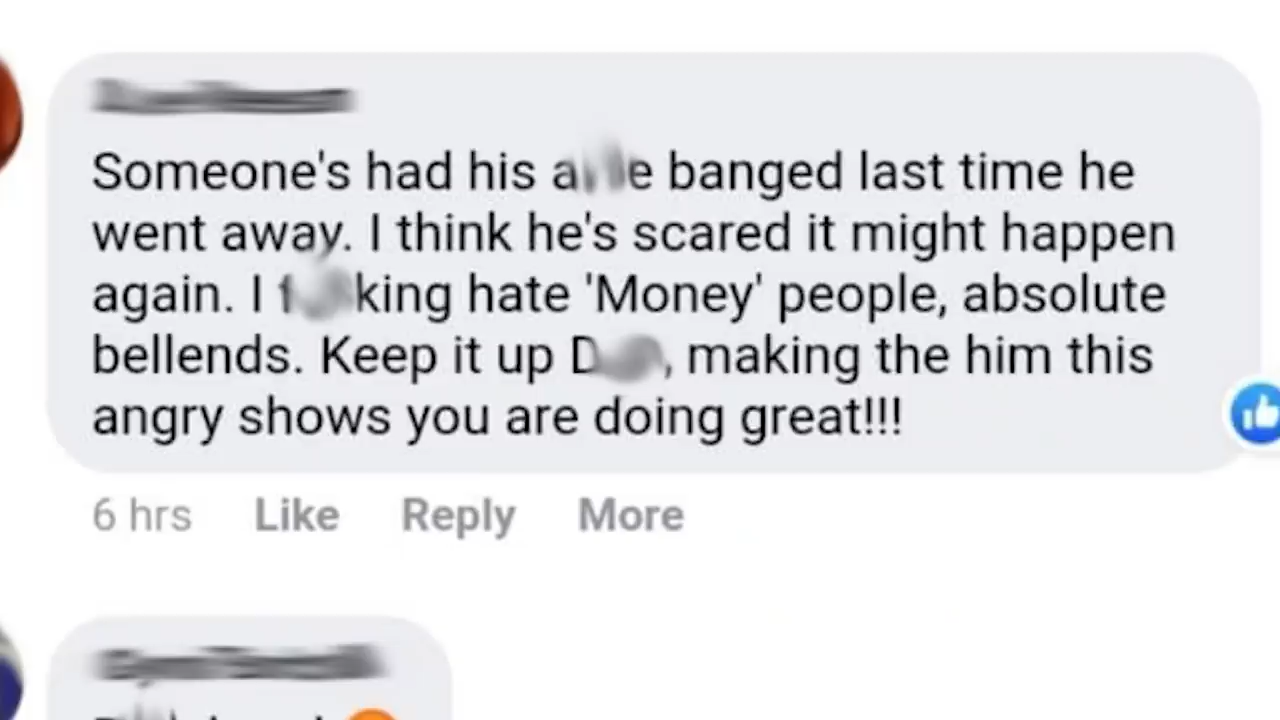 Someone's had his banged last time he
went away. I think he's scared it might happen
again. I hate 'Money' people, absolute
bellends. Keep it up making the him this
angry shows you are doing great!!!
6 hrs Like Reply More